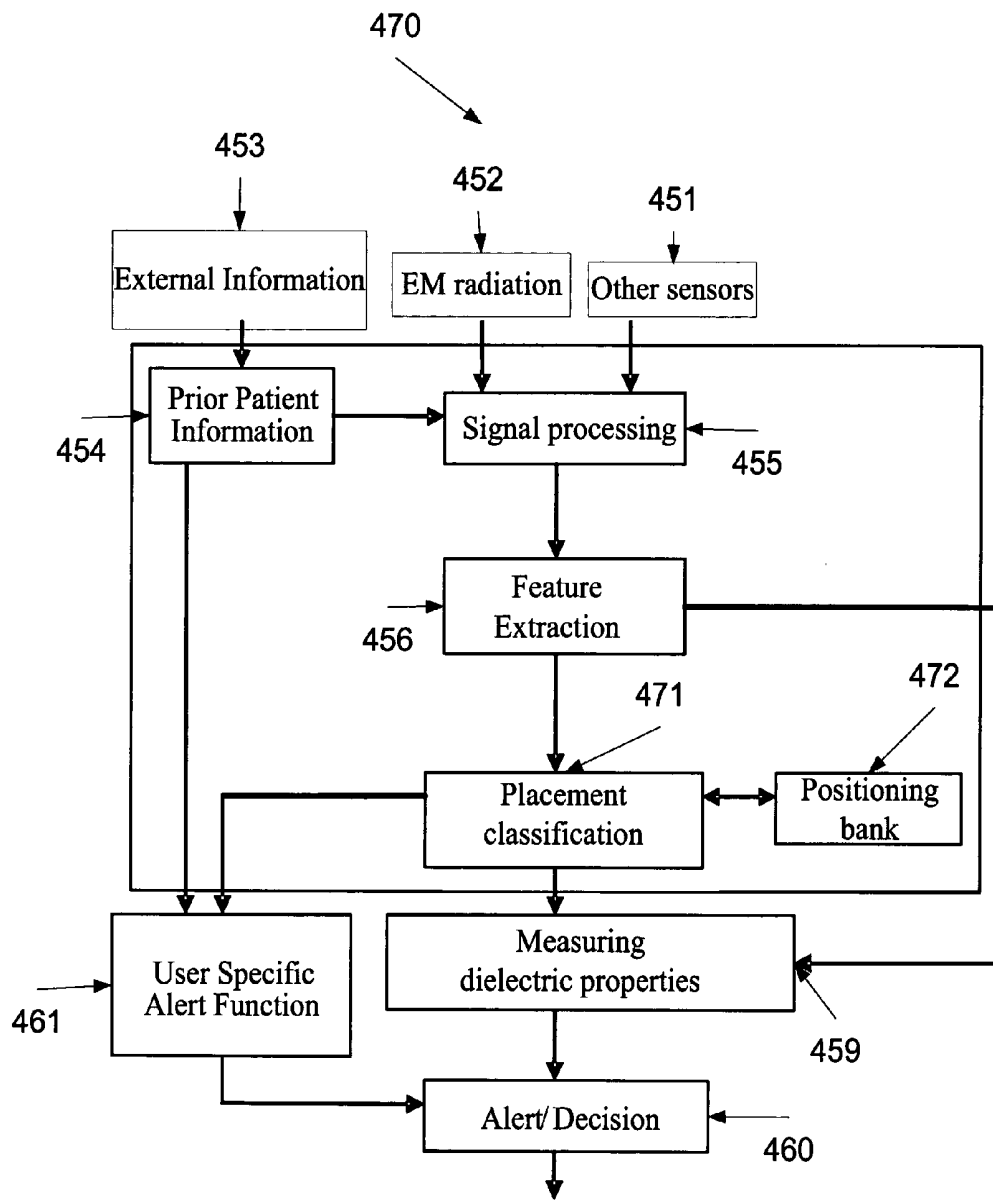 470
453
452
451
External Information
EM radiation
Other sensors
Prior Patient
Information
454
Signal processing
455
Feature
Extraction
456
471
472
Placement
classification
Positioning
bank
User Specific
Alert Function
461
Measuring
dielectric properties
459
Alert/ Decision
460